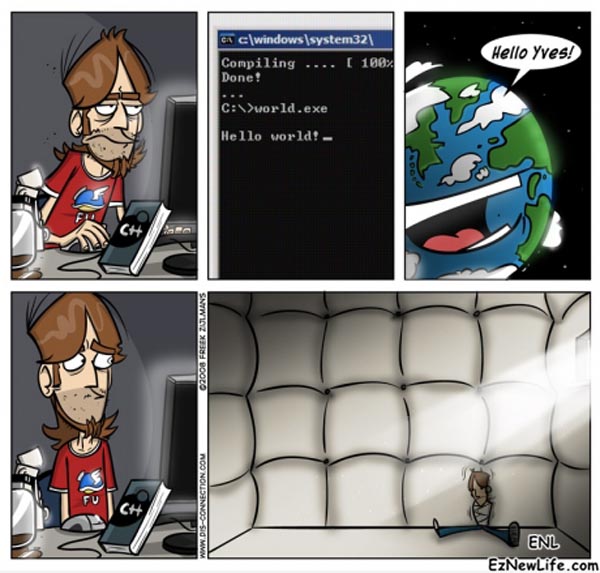 c:\windows\system32\
Compiling .... [ 100%
Done!
...
C:\>world.exe
Hello world!
Hello Yves!
FU
C++
©2008 FREEK ZIJLMANS
WWW.DIS-CONNECTION.COM
FU
C++
ENL
EzNewLife.com